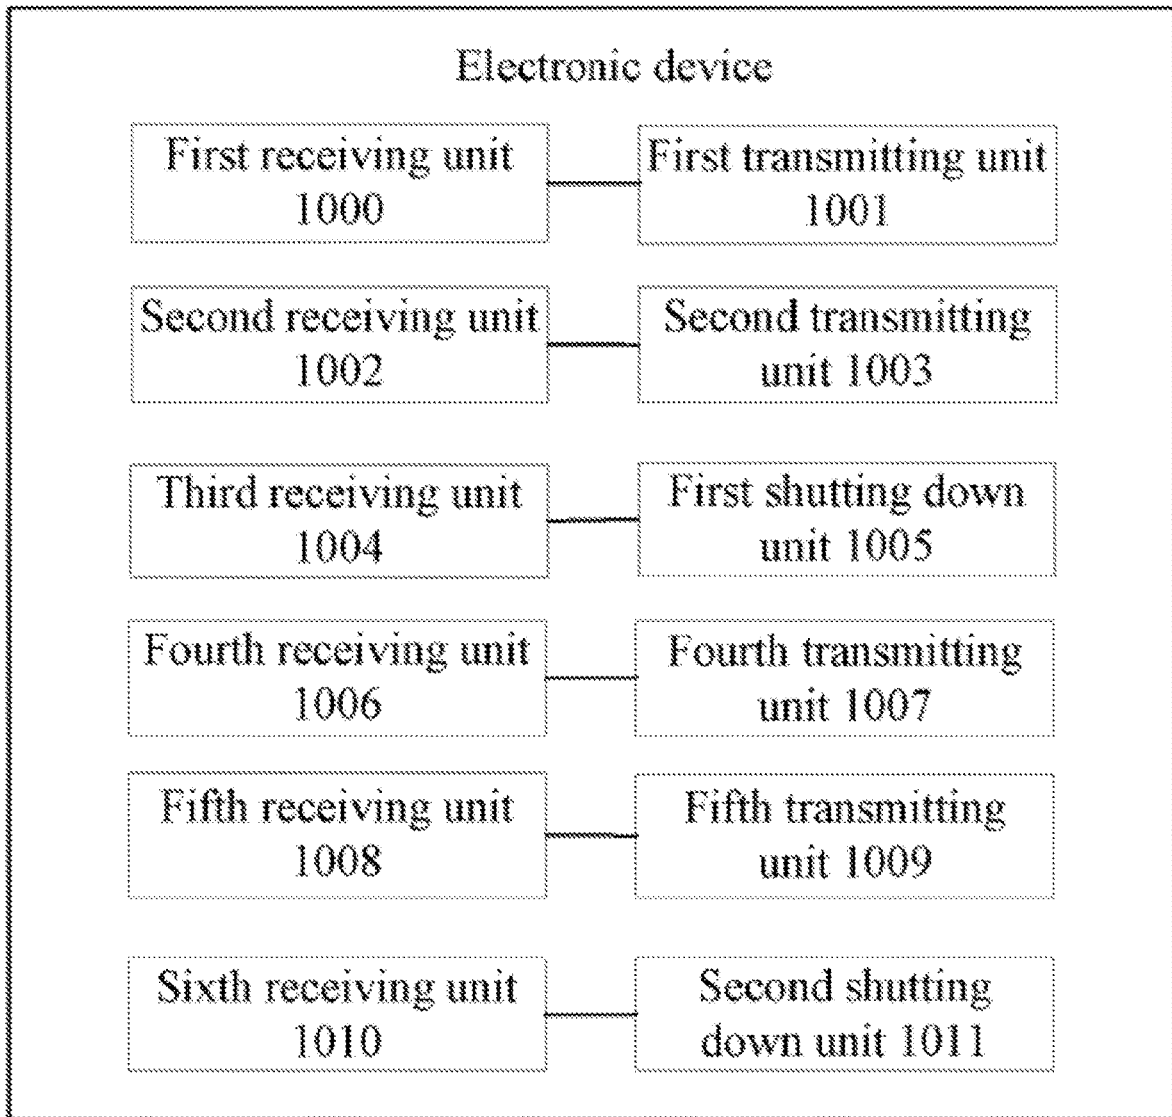 Electronic device
First receiving unit
1000
First transmitting unit
1001
Second receiving unit
1002
Second transmitting
unit 1003
Third receiving unit
1004
First shutting down
unit 1005
Fourth receiving unit
1006
Fourth transmitting
unit 1007
Fifth receiving unit
1008
Fifth transmitting
unit 1009
Sixth receiving unit
1010
Second shutting
down unit 1011